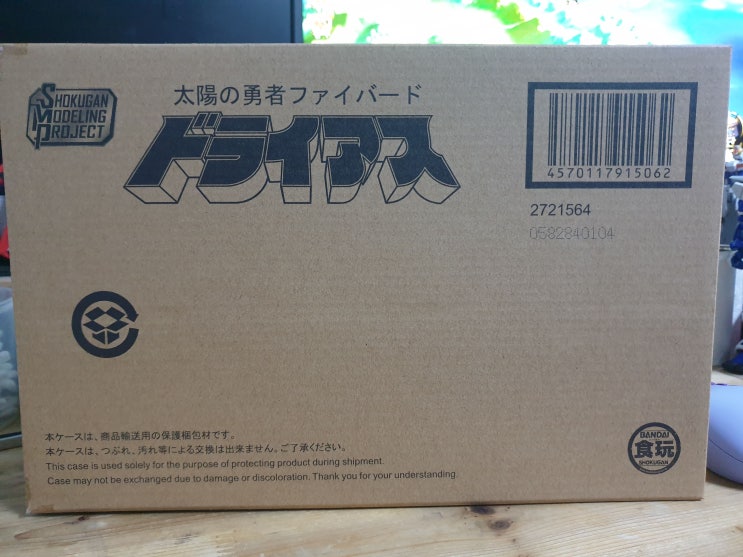 SHOKUGAN
MODELING
PROJECT
太陽の勇者ファイバード
ドライアス
4570117915062
2721564
0582840104
本ケースは、商品輸送用の保護梱包材です。
本ケースは、つぶれ、汚れ等による交換は出来ません。ご了承ください。
This case is used solely for the purpose of protecting product during shipment.
Case may not be exchanged due to damage or discoloration. Thank you for your understanding.
BANDAI
食玩
SHOKUGAN